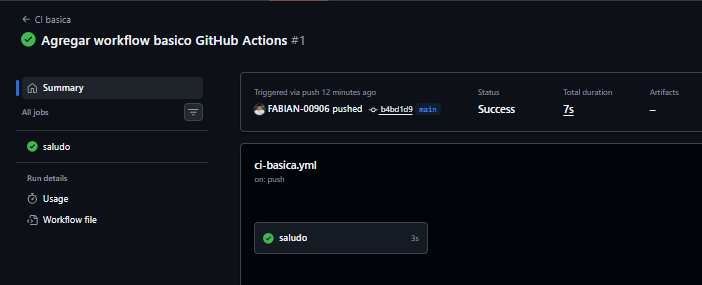 ← CI basica
Agregar workflow basico GitHub Actions #1
Summary
All jobs
saludo
Run details
Usage
Workflow file
Triggered via push 12 minutes ago
FABIAN-00906 pushed b4bd1d9 main
Status
Success
Total duration
7s
Artifacts
–
ci-basica.yml
on: push
saludo 3s